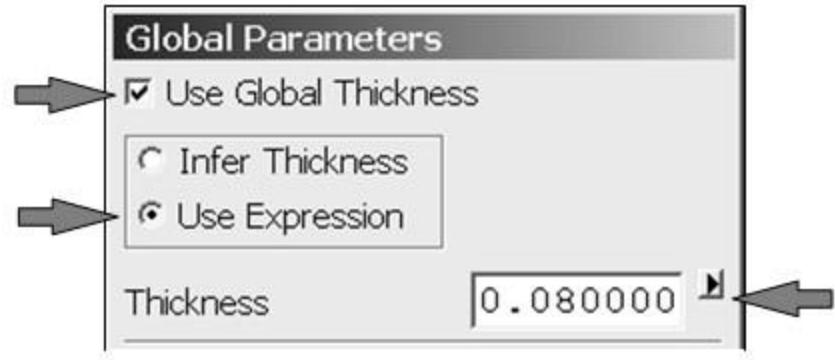 Global Parameters
Use Global Thickness
Infer Thickness
Use Expression
Thickness 0.080000